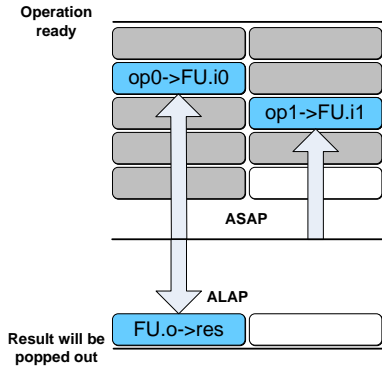 Operation
ready
op0->FU.i0
op1->FU.i1
ASAP
ALAP
FU.o->res
Result will be
popped out